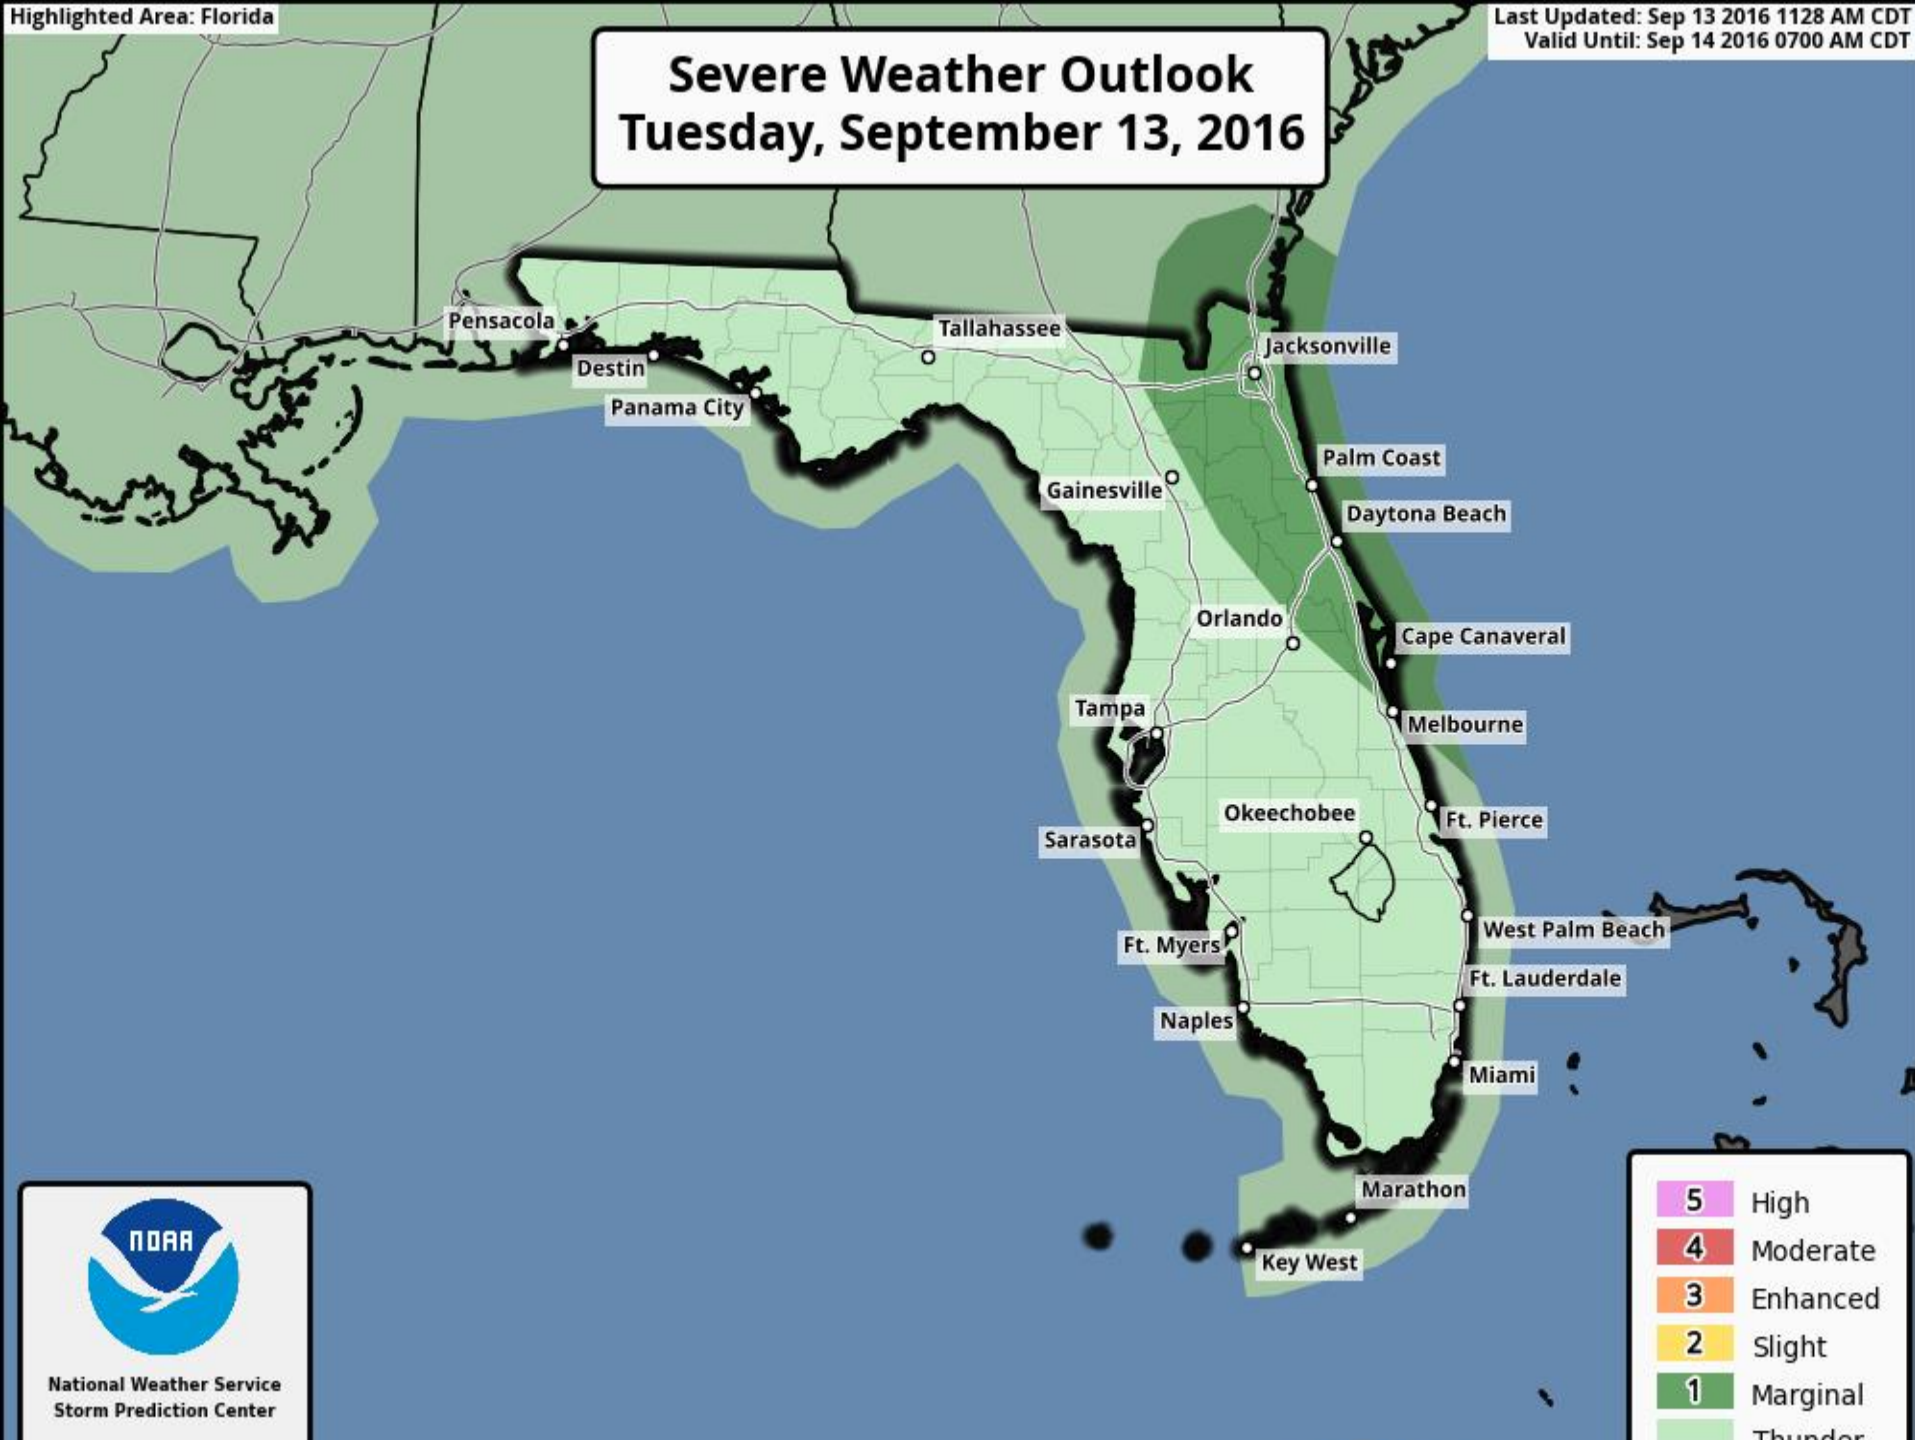 Highlighted Area: Florida
Last Updated: Sep 13 2016 1128 AM CDT
Valid Until: Sep 14 2016 0700 AM CDT
Severe Weather Outlook
Tuesday, September 13, 2016
Pensacola
Tallahassee
Jacksonville
Destin
Panama City
Palm Coast
Gainesville
Daytona Beach
Orlando
Cape Canaveral
Tampa
Melbourne
Okeechobee
Ft. Pierce
Sarasota
West Palm Beach
Ft. Myers
Ft. Lauderdale
Naples
Miami
Marathon
Key West
NOAA
National Weather Service
Storm Prediction Center
5 High
4 Moderate
3 Enhanced
2 Slight
1 Marginal
Thunder